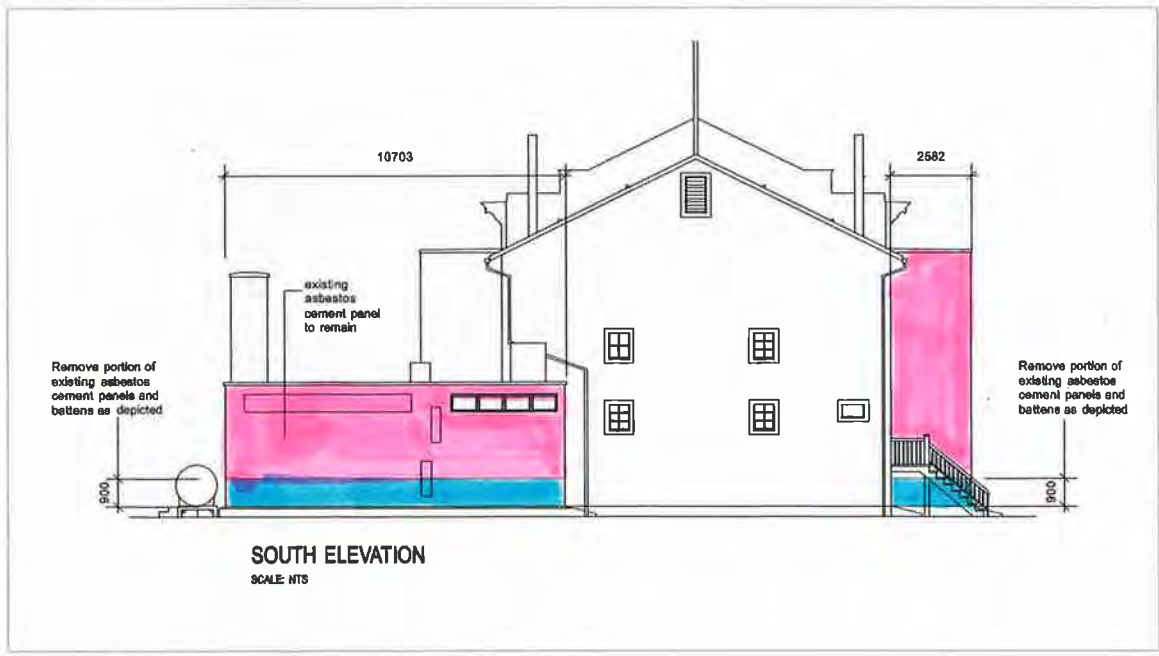 10703
2582
existing
asbestos
cement panel
to remain
Remove portion of
existing asbestos
cement panels and
battens as depicted
Remove portion of
existing asbestos
cement panels and
battens as depicted
900
900
SOUTH ELEVATION
SCALE: NTS